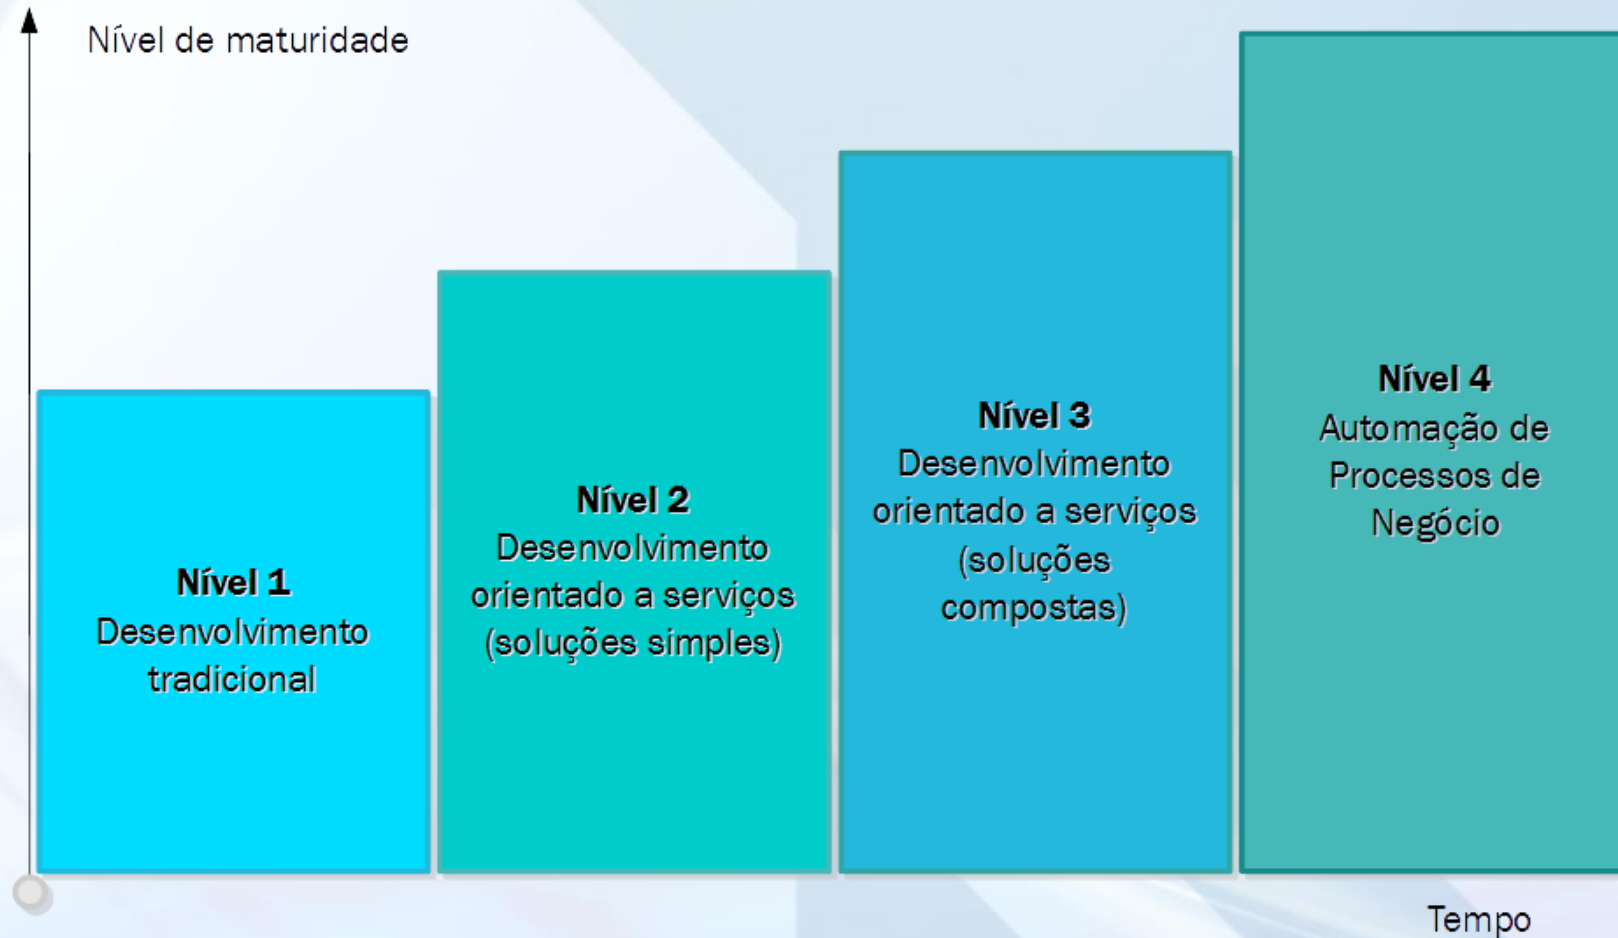 Nível de maturidade
Nível 1
Desenvolvimento
tradicional
Nível 2
Desenvolvimento
orientado a serviços
(soluções simples)
Nível 3
Desenvolvimento
orientado a serviços
(soluções
compostas)
Nível 4
Automação de
Processos de
Negócio
Tempo